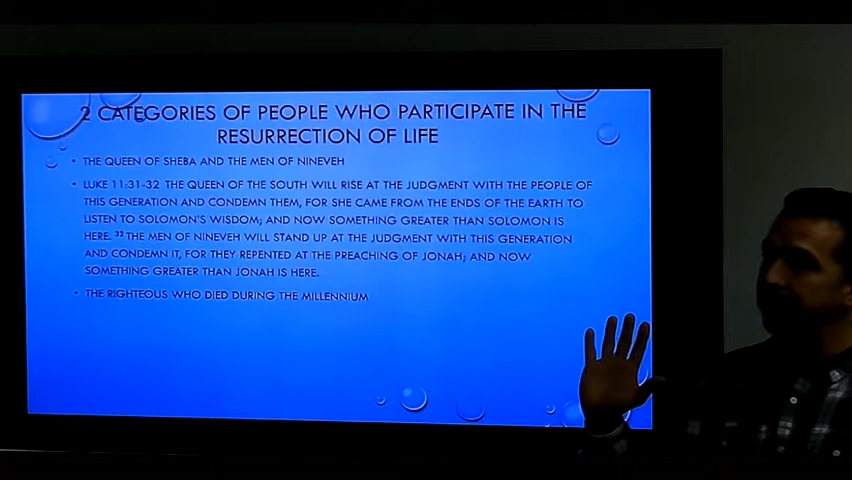 2 CATEGORIES OF PEOPLE WHO PARTICIPATE IN THE
RESURRECTION OF LIFE
• THE QUEEN OF SHEBA AND THE MEN OF NINEVEH
• LUKE 11:31-32 THE QUEEN OF THE SOUTH WILL RISE AT THE JUDGMENT WITH THE PEOPLE OF
THIS GENERATION AND CONDEMN THEM, FOR SHE CAME FROM THE ENDS OF THE EARTH TO
LISTEN TO SOLOMON'S WISDOM; AND NOW SOMETHING GREATER THAN SOLOMON IS
HERE. 32 THE MEN OF NINEVEH WILL STAND UP AT THE JUDGMENT WITH THIS GENERATION
AND CONDEMN IT, FOR THEY REPENTED AT THE PREACHING OF JONAH; AND NOW
SOMETHING GREATER THAN JONAH IS HERE.
• THE RIGHTEOUS WHO DIED DURING THE MILLENNIUM